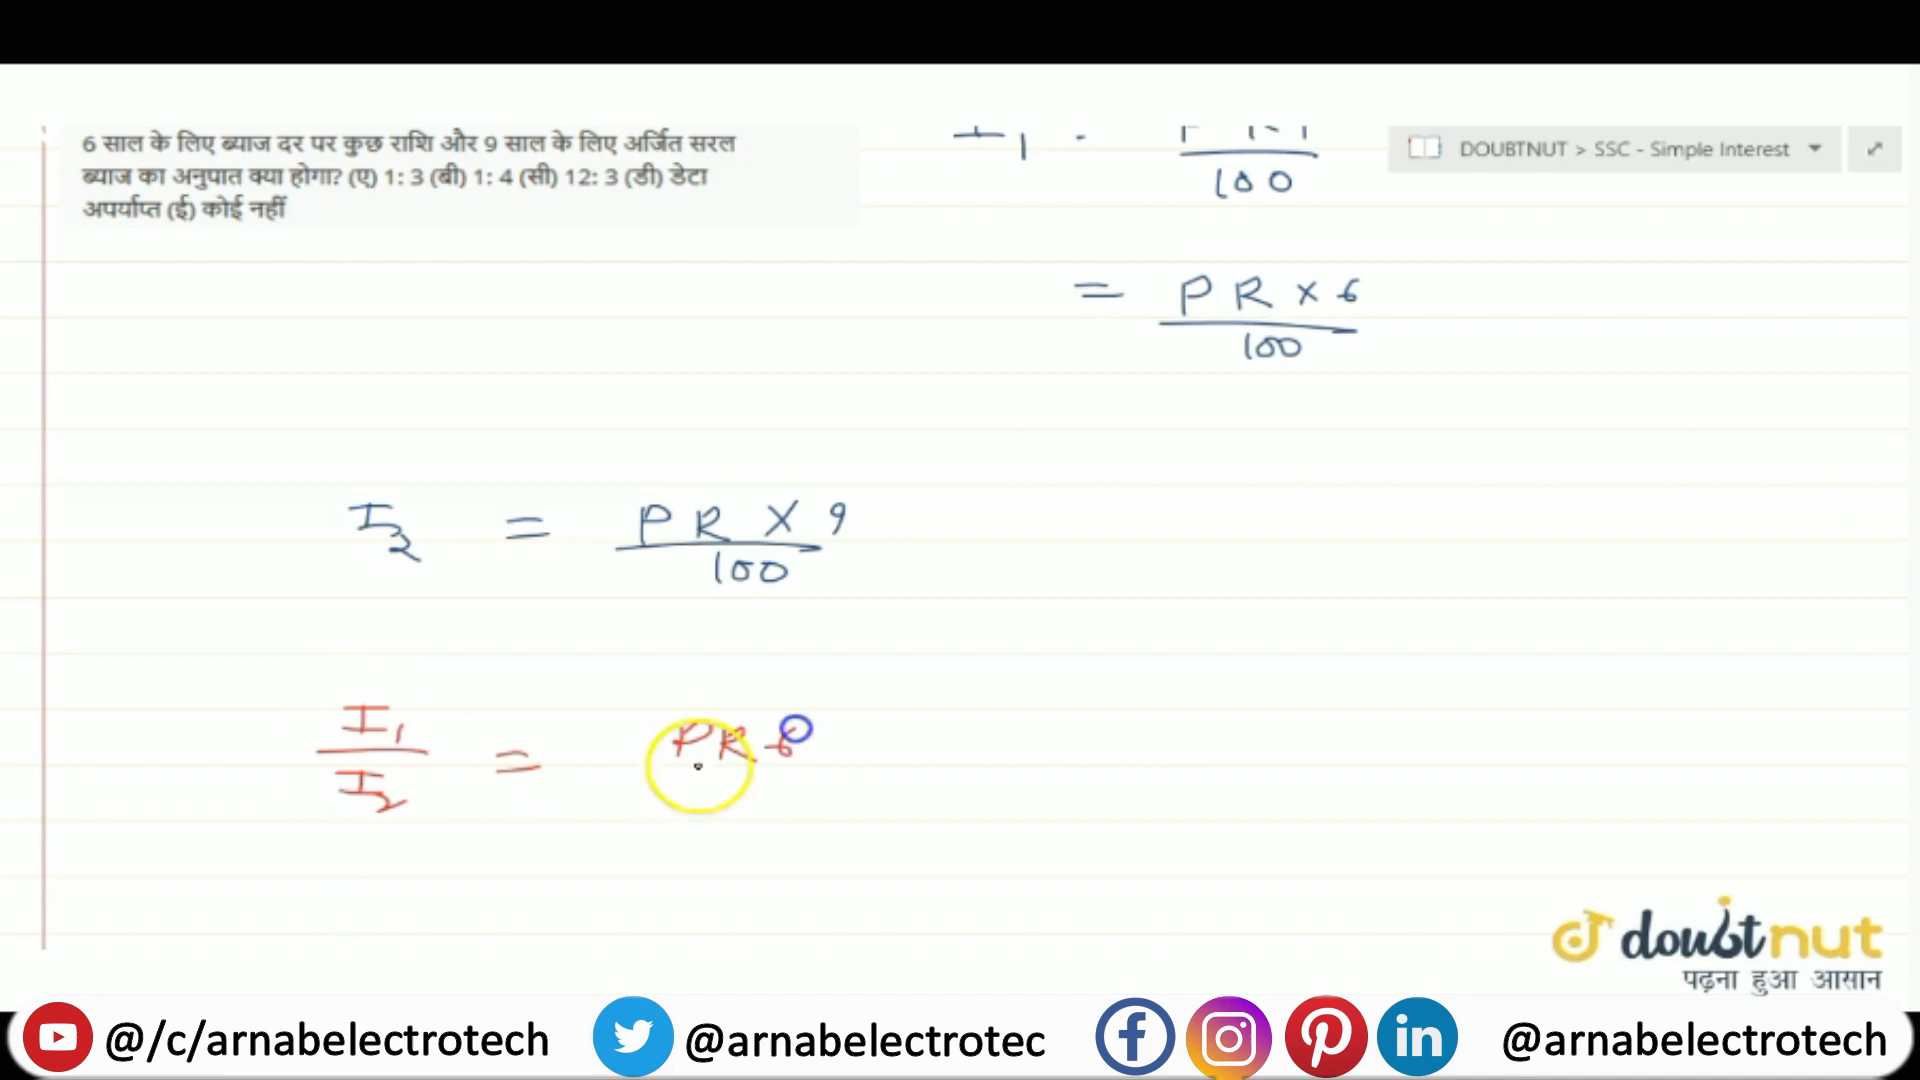 6 साल के लिए ब्याज दर पर कुछ राशि और 9 साल के लिए अर्जित सरल
ब्याज का अनुपात क्या होगा? (ए) 1: 3 (बी) 1: 4 (सी) 12: 3 (डी) डेटा
अपर्याप्त (ई) कोई नहीं
DOUBTNUT > SSC - Simple Interest
I₁
100
= PR × 6
100
I₂ = PR × 9
100
I₁ = PR 6
I₂
doubtnut
पढ़ना हुआ आसान
@/c/arnabelectrotech @arnabelectrotec @arnabelectrotech